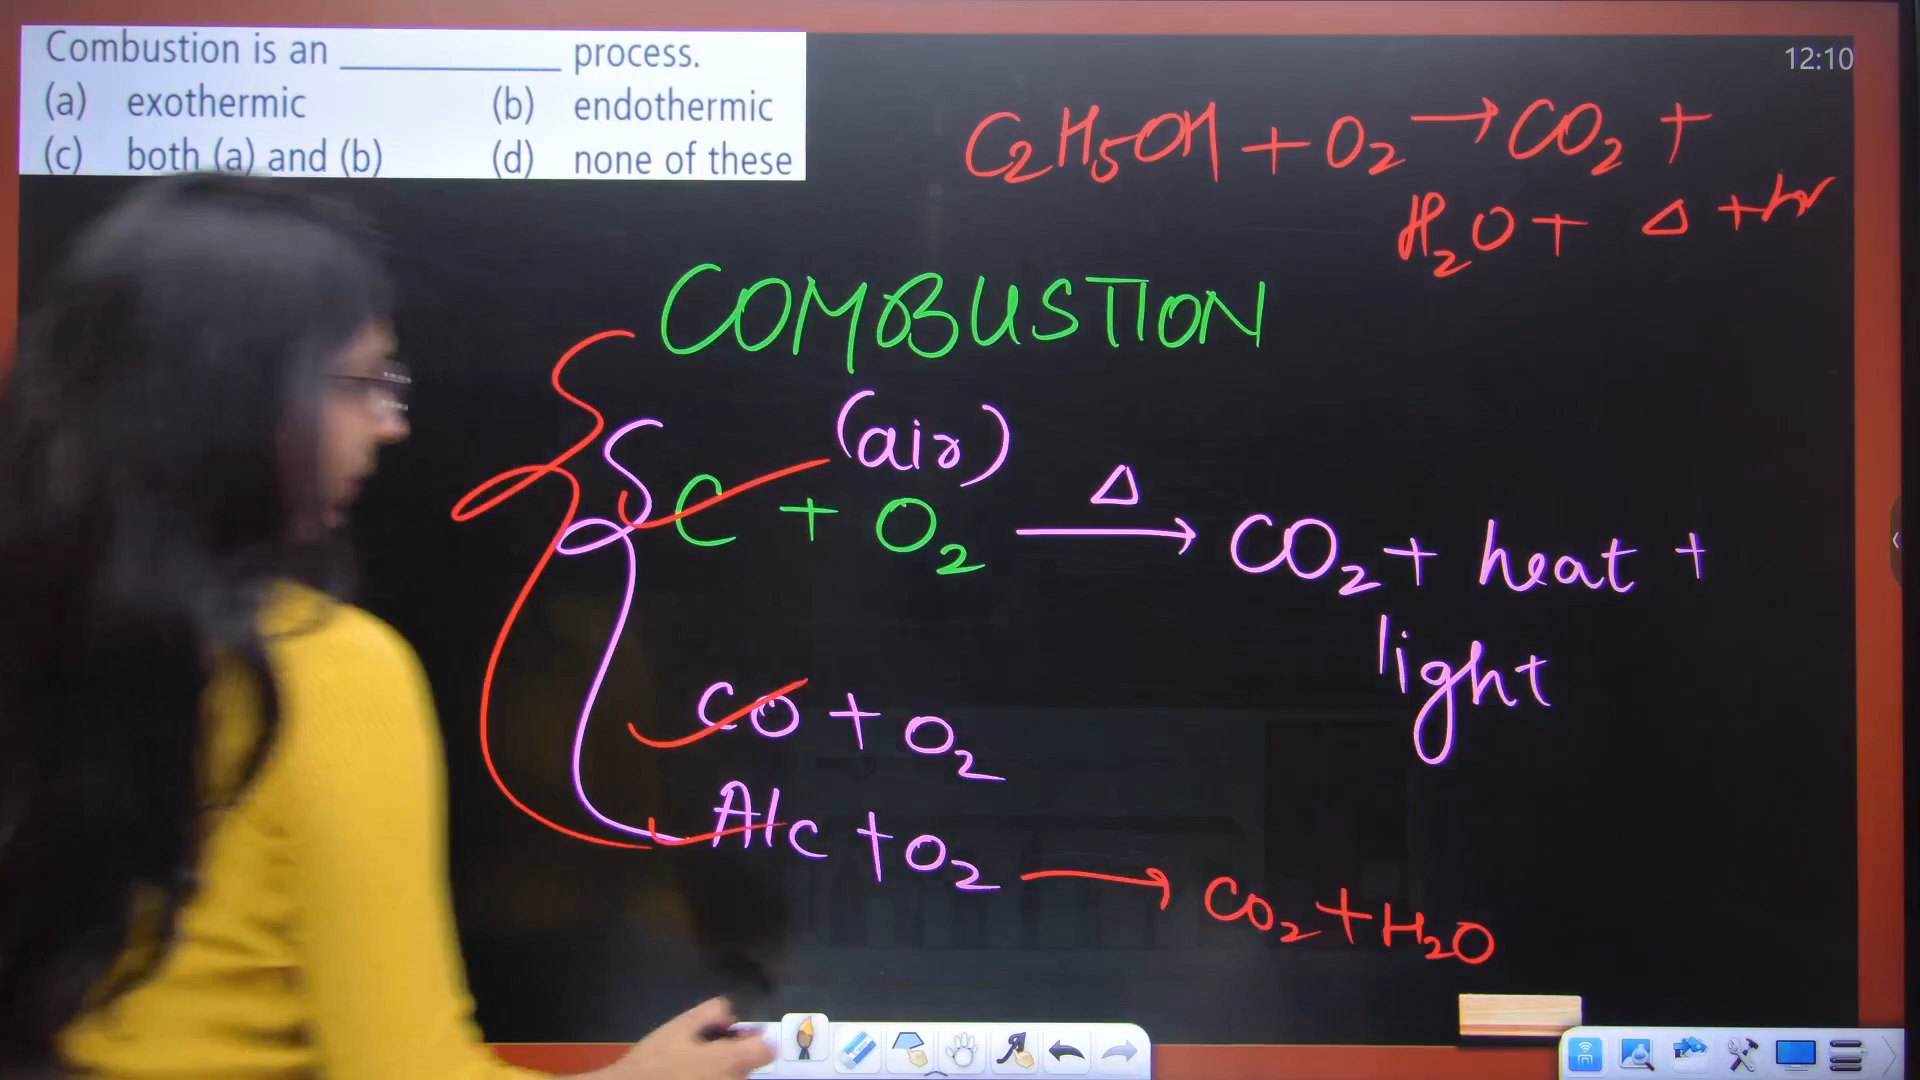 Combustion is an ____________ process.
(a) exothermic (b) endothermic
(c) both (a) and (b) (d) none of these
12:10
C2H5OH + O2 → CO2 +
H2O + Δ +
COMBUSTION
(air)
C + O2 Δ → CO2 + heat +
light
CO + O2
Alc + O2 → CO2 + H2O